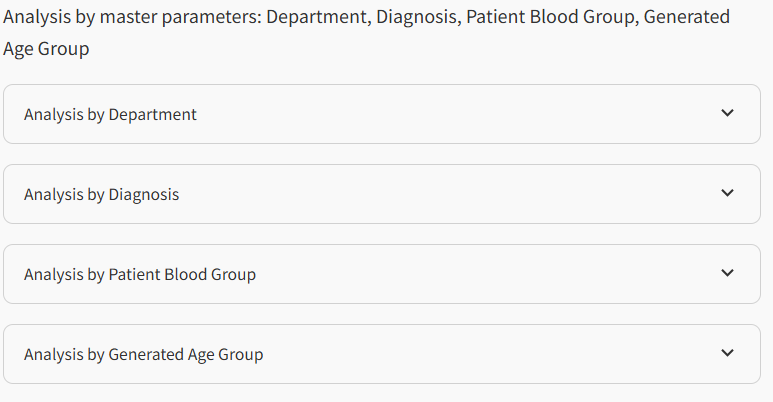 Analysis by master parameters: Department, Diagnosis, Patient Blood Group, Generated
Age Group
Analysis by Department
Analysis by Diagnosis
Analysis by Patient Blood Group
Analysis by Generated Age Group